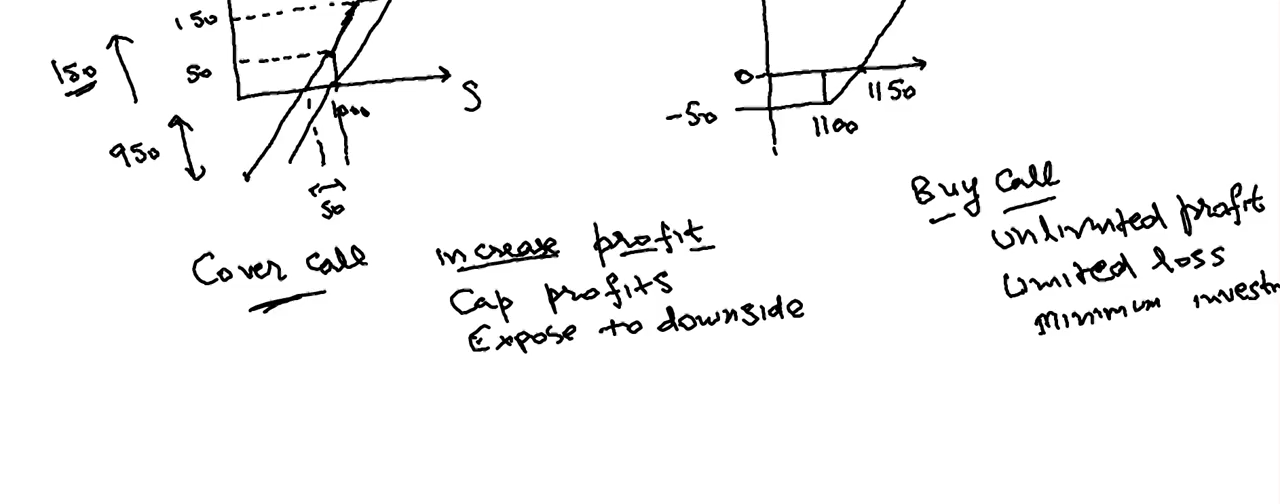 150
150
50
950
S
1000
50
0
-50
1150
1100
Cover Call
increase profit
Cap profits
Expose to downside
Buy Call
Unlimited profit
Limited loss
Minimum